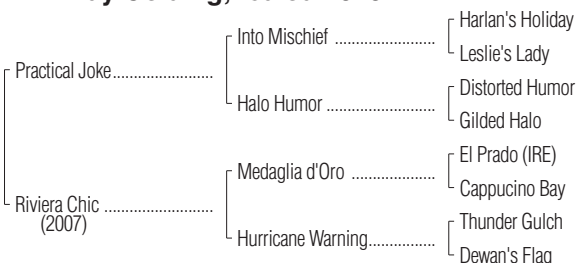 Harlan's Holiday
Into Mischief ........................
Leslie's Lady
Practical Joke........................
Distorted Humor
Halo Humor ..........................
Gilded Halo
El Prado (IRE)
Medaglia d'Oro ....................
Cappucino Bay
Riviera Chic ..........................
(2007)
Thunder Gulch
Hurricane Warning................
Dewan's Flag